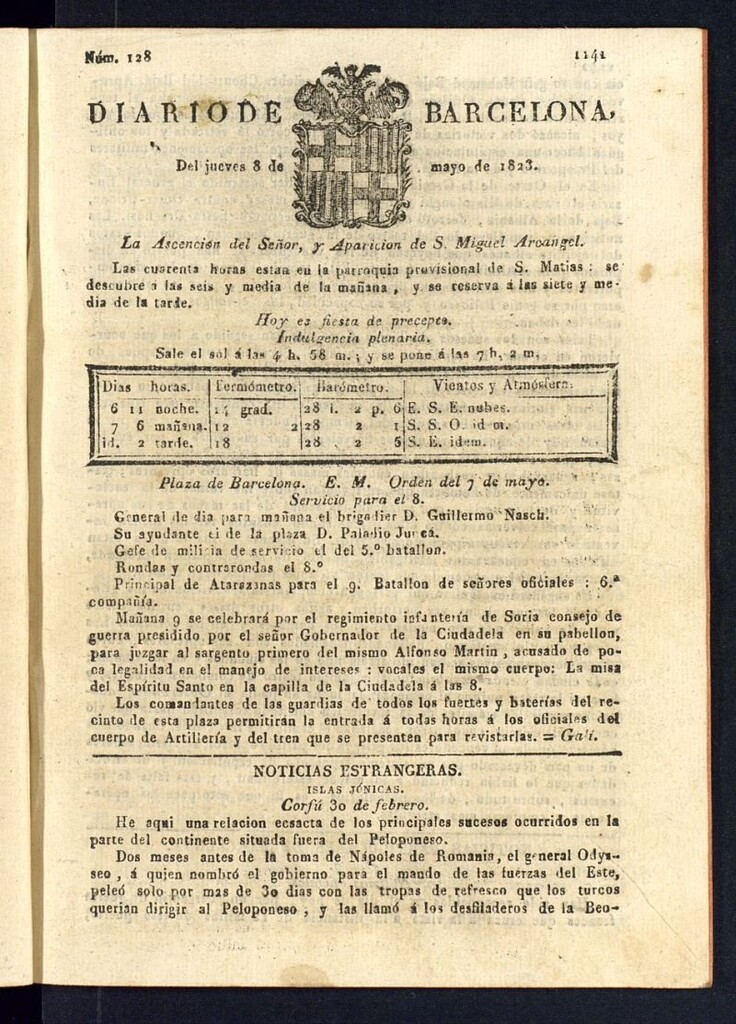 Núm. 128
1141
DIARIO DE BARCELONA,
Del jueves 8 de mayo de 1823.
La Ascención del Señor, y Aparicion de S. Miguel Arcangel.
Las cuarenta horas estan en la parroquia provisional de S. Matias: se
descubre á las seis y media de la mañana, y se reserva á las siete y me-
dia de la tarde.
Hoy es fiesta de precepto.
Indulgencia plenaria.
Sale el sol á las 4 h. 58 m.; y se pone á las 7 h. 2 m.
Dias horas. Termómetro. Barómetro. Vientos y Atmósfera.
6 11 noche. 14 grad. 28 l. 2 p. 6 E. S. E. nubes.
7 6 mañana. 12 2 28 2 1 S. S. O. idem.
id. 2 tarde. 18 28 2 5 S. E. idem.
Plaza de Barcelona. E. M. Orden del 7 de mayo.
Servicio para el 8.
General de dia para mañana el brigadier D. Guillermo Nasch.
Su ayudante el de la plaza D. Paladio
Gefe de milicia de servicio el del 5.º batallon.
Rondas y contrarondas el 8.º
Principal de Atarazanas para el 9. Batallon de señores oficiales: 6.ª
compañía.
Mañana 9 se celebrará por el regimiento infantería de Soria consejo de
guerra presidido por el señor Gobernador de la Ciudadela en su pabellon,
para juzgar al sargento primero del mismo Alfonso Martin, acusado de po-
ca legalidad en el manejo de intereses: vocales el mismo cuerpo: La misa
del Espíritu Santo en la capilla de la Ciudadela á las 8.
Los comandantes de las guardias de todos los fuertes y baterías del re-
cinto de esta plaza permitirán la entrada á todas horas á los oficiales del
cuerpo de Artillería y del tren que se presenten para revistarlas. = Galí.
NOTICIAS ESTRANGERAS.
ISLAS JÓNICAS.
Corfú 30 de febrero.
He aqui una relacion ecsacta de los principales sucesos ocurridos en la
parte del continente situada fuera del Peloponeso.
Dos meses antes de la toma de Nápoles de Romania, el general Odys-
seo, á quien nombró el gobierno para el mando de las fuerzas del Este,
peleó solo por mas de 30 dias con las tropas de refresco que los turcos
querian dirigir al Peloponeso, y las llamó á los desfiladeros de la Beo-